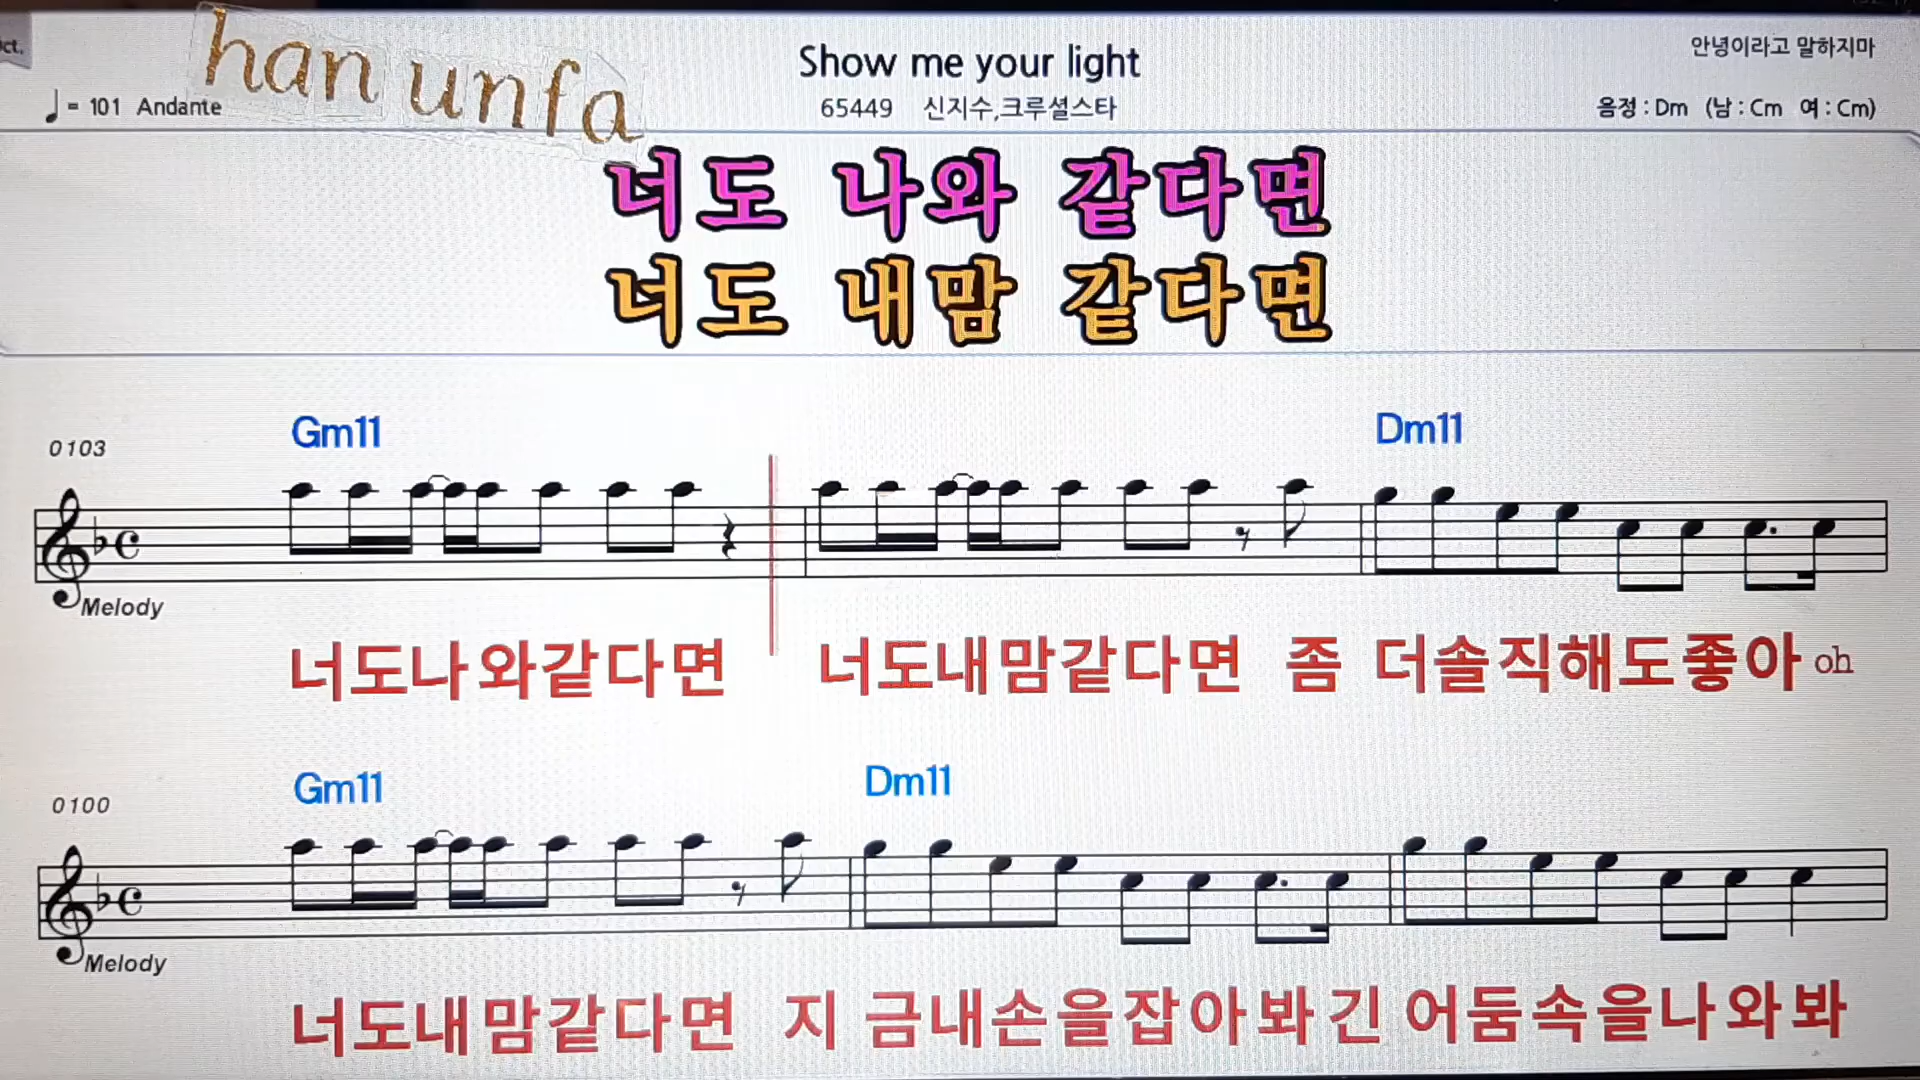 han unfa
Show me your light
안녕이라고 말하지마
♩ = 101 Andante
65449 신지수,크루셜스타
음정 : Dm (남 : Cm 여 : Cm)
너도 나와 같다면
너도 내맘 같다면
Gm11 Dm11
0103
Melody
너도나와같다면 너도내맘같다면 좀 더솔직해도좋아 oh
Gm11 Dm11
0100
Melody
너도내맘같다면 지 금내손을잡아봐긴 어둠속을나와봐